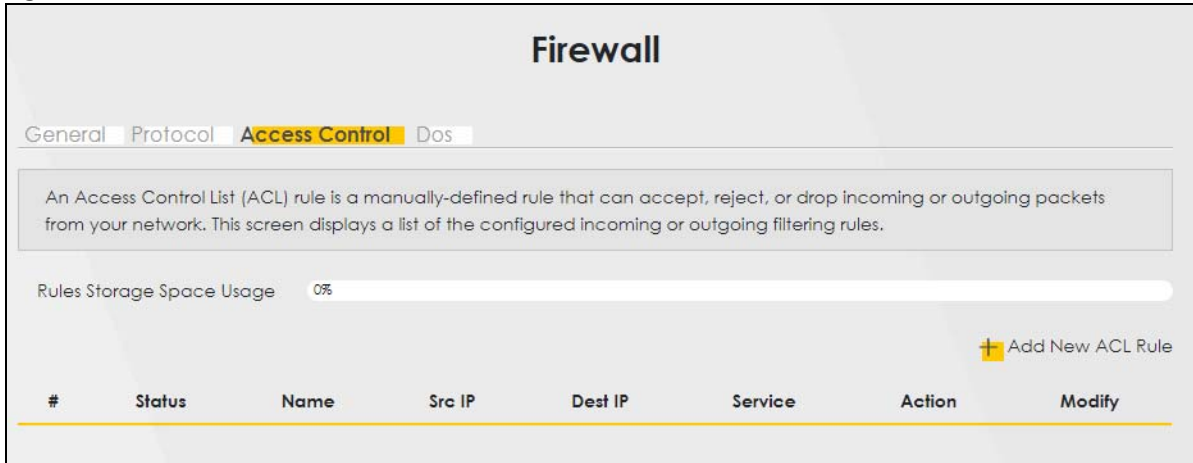 Firewall
General Protocol Access Control Dos
An Access Control List (ACL) rule is a manually-defined rule that can accept, reject, or drop incoming or outgoing packets
from your network. This screen displays a list of the configured incoming or outgoing filtering rules.
Rules Storage Space Usage 0%
+ Add New ACL Rule
# Status Name Src IP Dest IP Service Action Modify